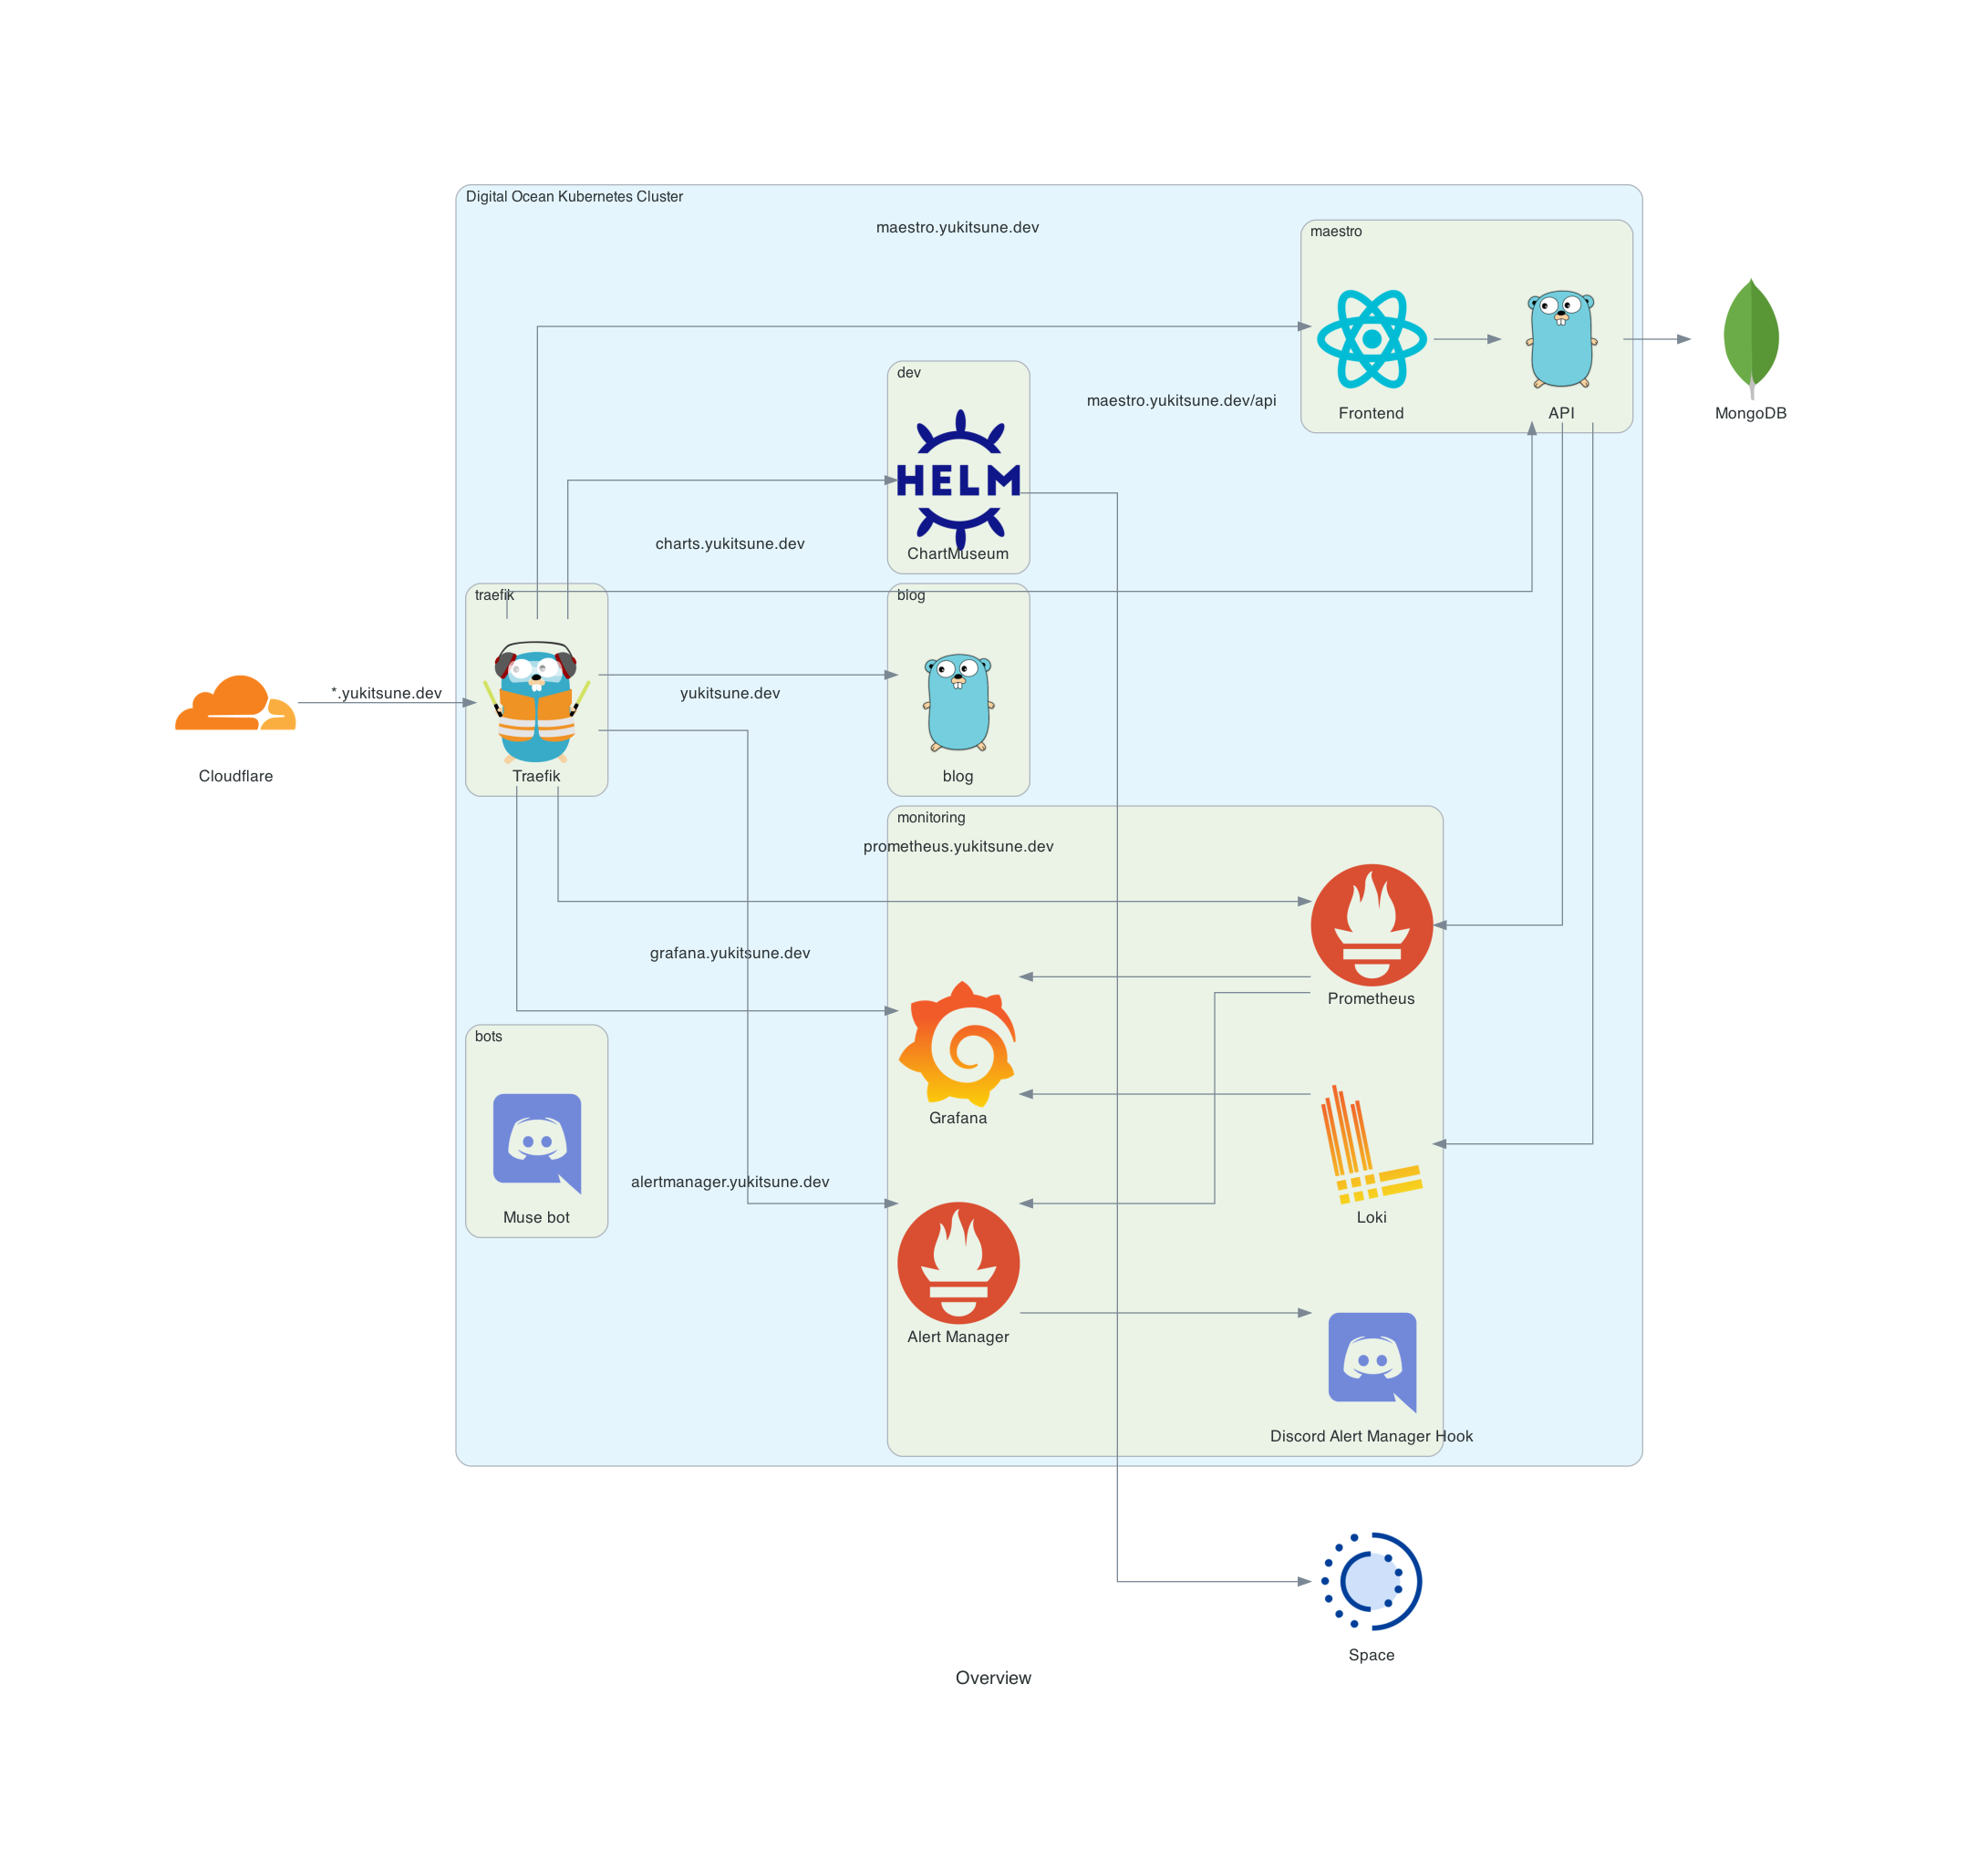 Digital Ocean Kubernetes Cluster
maestro.yukitsune.dev
maestro
Frontend
API
MongoDB
dev
HELM
ChartMuseum
maestro.yukitsune.dev/api
charts.yukitsune.dev
traefik
Traefik
blog
blog
*.yukitsune.dev
yukitsune.dev
Cloudflare
monitoring
prometheus.yukitsune.dev
Prometheus
grafana.yukitsune.dev
Grafana
bots
Muse bot
alertmanager.yukitsune.dev
Loki
Alert Manager
Discord Alert Manager Hook
Space
Overview